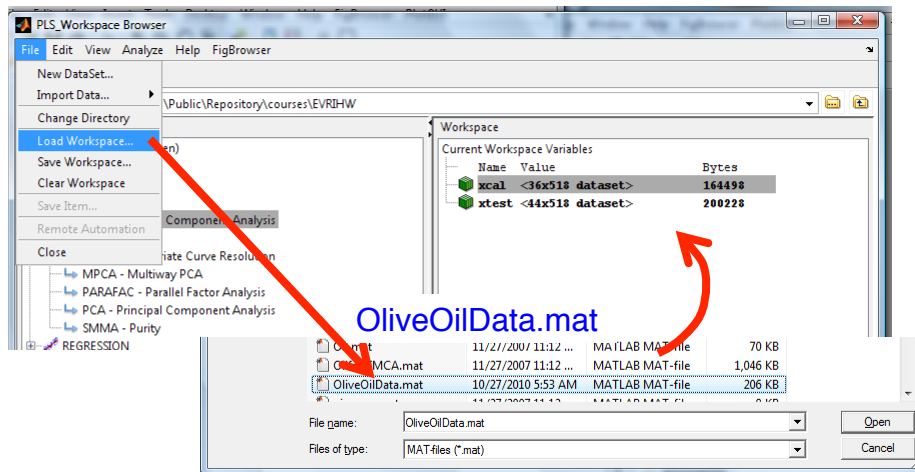 PLS_Workspace Browser
File Edit View Analyze Help FigBrowser
New DataSet...
Import Data...
Change Directory
Load Workspace...
Save Workspace...
Clear Workspace
Save Item...
Remote Automation
Close
\Public\Repository\courses\EVRIHW
en)
Component Analysis
riate Curve Resolution
MPCA - Multiway PCA
PARAFAC - Parallel Factor Analysis
PCA - Principal Component Analysis
SMMA - Purity
REGRESSION
Workspace
Current Workspace Variables
Name Value Bytes
xcal <36x518 dataset> 164498
xtest <44x518 dataset> 200228
OliveOilData.mat
11/27/2007 11:12 ... MATLAB MAT-file 70 KB
MCA.mat 11/27/2007 11:12 ... MATLAB MAT-file 1,046 KB
OliveOilData.mat 10/27/2010 5:53 AM MATLAB MAT-file 206 KB
File name: OliveOilData.mat Open
Files of type: MAT-files (*.mat) Cancel